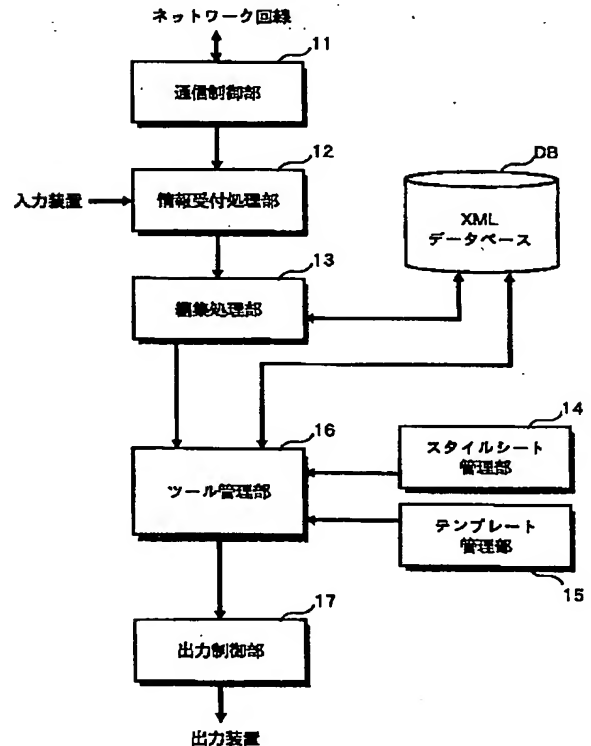 ネットワーク回線
11
通信制御部
12
入力装置
情報受付処理部
DB
XML
データベース
13
編集処理部
14
スタイルシート
管理部
16
ツール管理部
テンプレート
管理部
15
17
出力制御部
出力装置